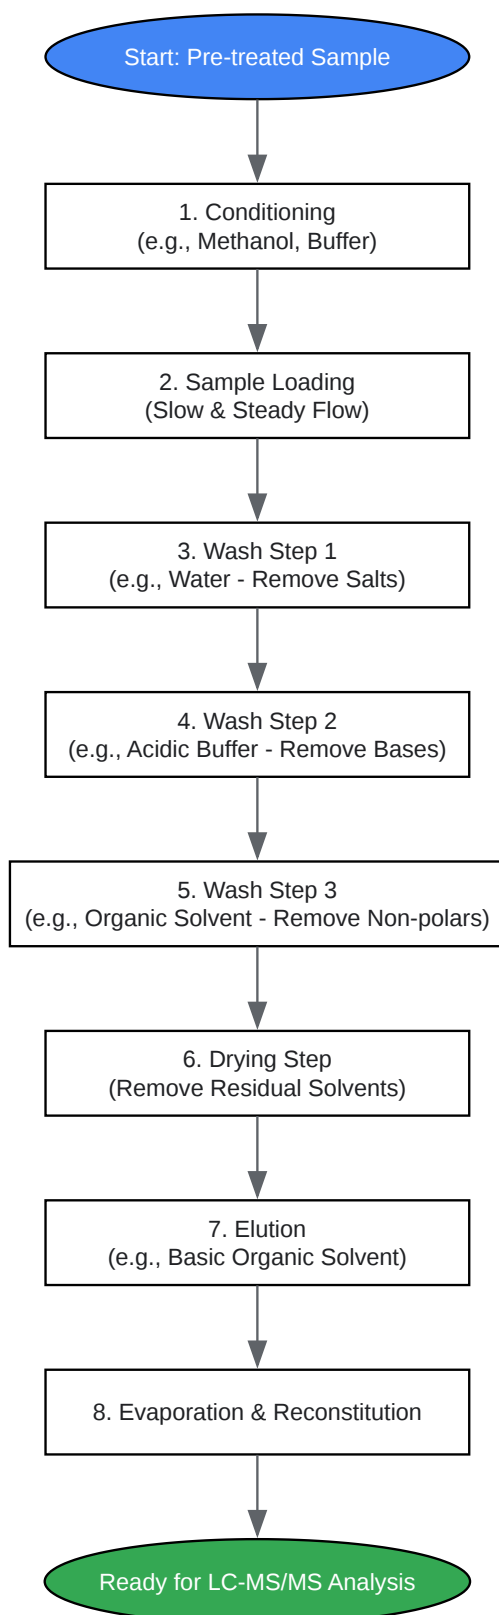 Start: Pre-treated Sample
1. Conditioning
(e.g., Methanol, Buffer)
2. Sample Loading
(Slow & Steady Flow)
3. Wash Step 1
(e.g., Water - Remove Salts)
4. Wash Step 2
(e.g., Acidic Buffer - Remove Bases)
5. Wash Step 3
(e.g., Organic Solvent - Remove Non-polars)
6. Drying Step
(Remove Residual Solvents)
7. Elution
(e.g., Basic Organic Solvent)
8. Evaporation & Reconstitution
Ready for LC-MS/MS Analysis